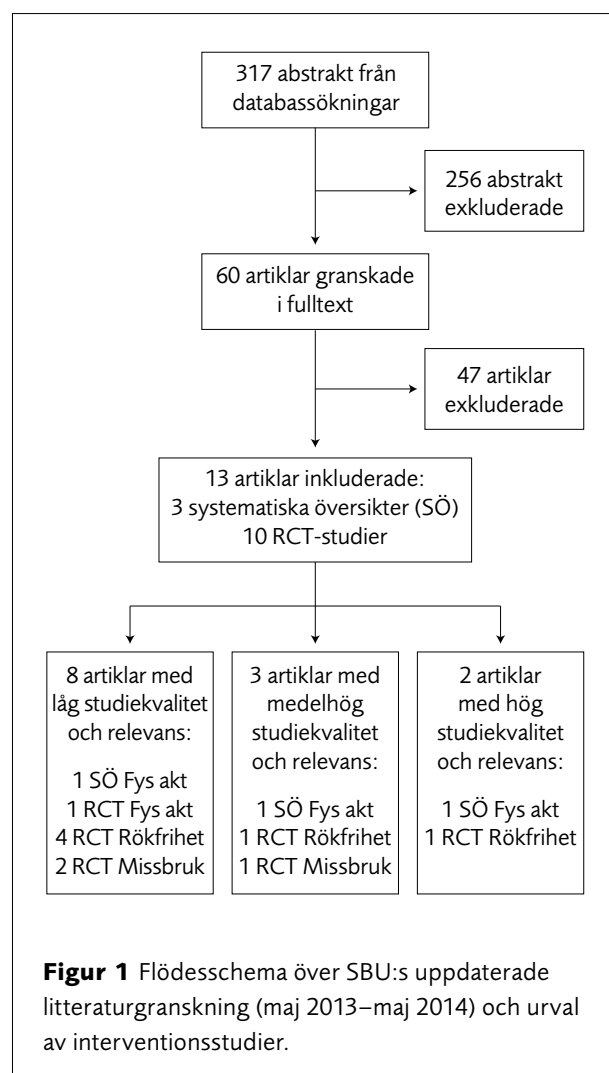 317 abstrakt från
databassökningar
256 abstrakt
exkluderade
60 artiklar granskade
i fulltext
47 artiklar
exkluderade
13 artiklar inkluderade:
3 systematiska översikter (SÖ)
10 RCT-studier
8 artiklar med
låg studiekvalitet
och relevans:
1 SÖ Fys akt
1 RCT Fys akt
4 RCT Rökfrihet
2 RCT Missbruk
3 artiklar med
medelhög
studiekvalitet
och relevans:
1 SÖ Fys akt
1 RCT Rökfrihet
1 RCT Missbruk
2 artiklar
med hög
studiekvalitet
och relevans:
1 SÖ Fys akt
1 RCT Rökfrihet
Figur 1 Flödesschema över SBU:s uppdaterade
litteraturgranskning (maj 2013–maj 2014) och urval
av interventionsstudier.